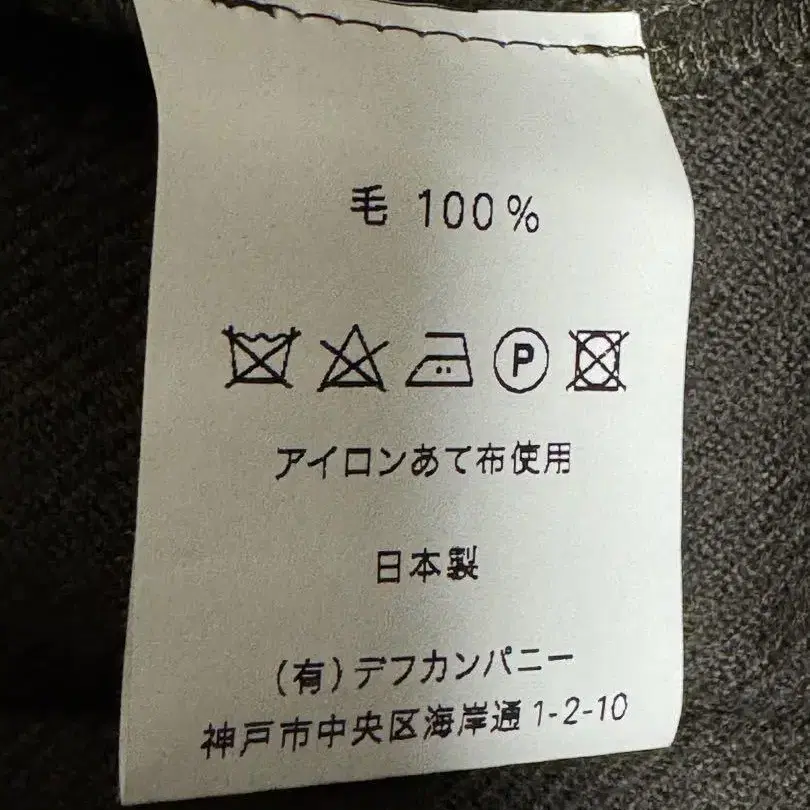 毛 100%
P
アイロンあて布使用
日本製
(有)デフカンパニー
神戸市中央区海岸通1-2-10